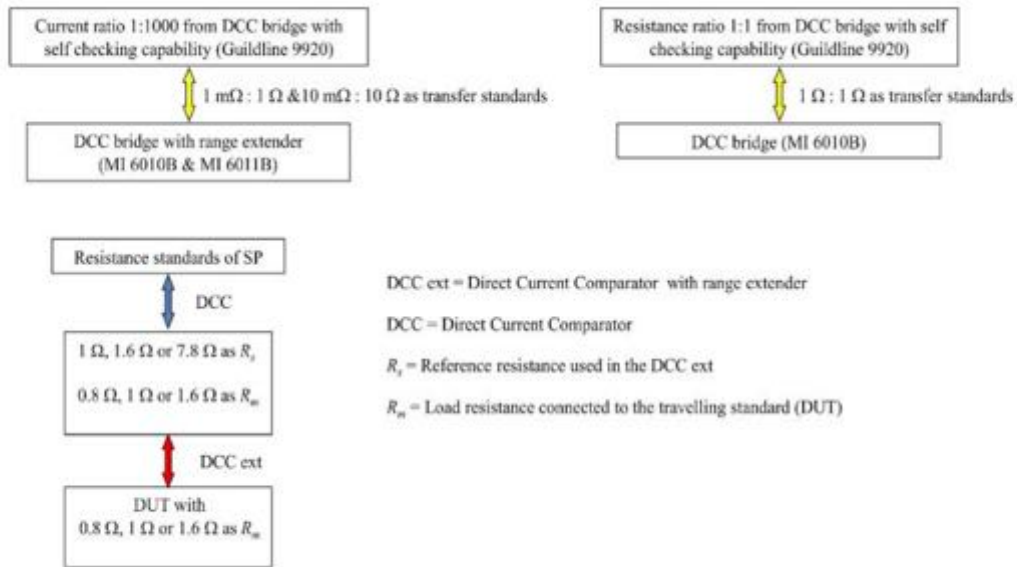 Current ratio 1:1000 from DCC bridge with
self checking capability (Guildline 9920)
1 mΩ : 1 Ω &10 mΩ : 10 Ω as transfer standards
DCC bridge with range extender
(MI 6010B & MI 6011B)
Resistance ratio 1:1 from DCC bridge with self
checking capability (Guildline 9920)
1 Ω : 1 Ω as transfer standards
DCC bridge (MI 6010B)
Resistance standards of SP
DCC
1 Ω, 1.6 Ω or 7.8 Ω as Rs
0.8 Ω, 1 Ω or 1.6 Ω as Rm
DCC ext
DUT with
0.8 Ω, 1 Ω or 1.6 Ω as Rm
DCC ext = Direct Current Comparator with range extender
DCC = Direct Current Comparator
Rs = Reference resistance used in the DCC ext
Rm = Load resistance connected to the travelling standard (DUT)